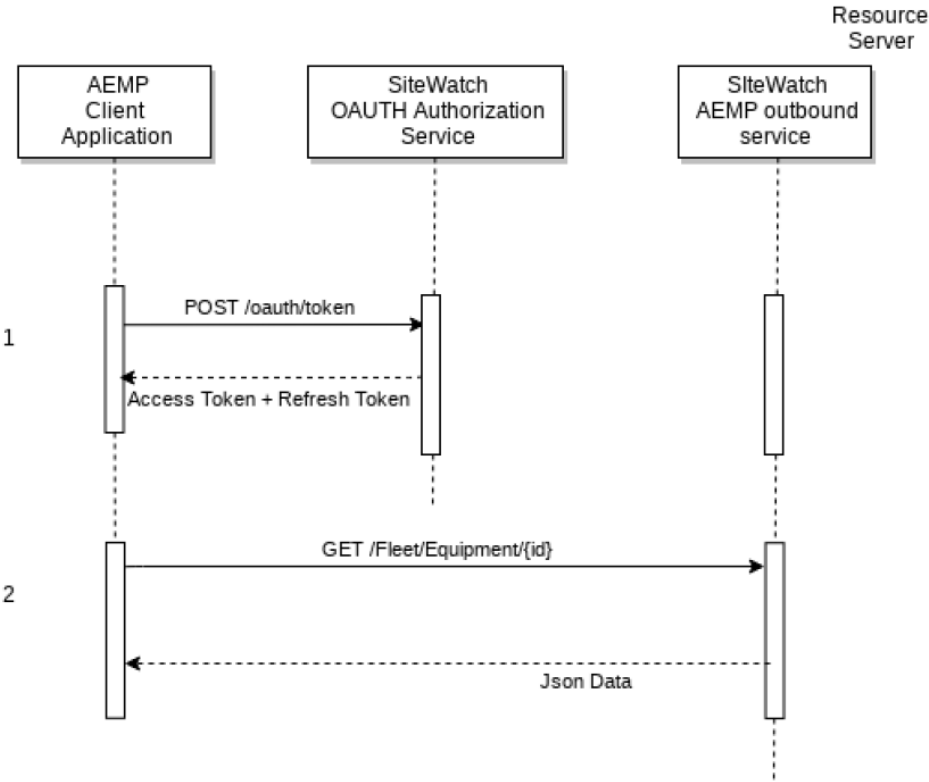 Resource
Server
AEMP
Client
Application
SiteWatch
OAUTH Authorization
Service
SIteWatch
AEMP outbound
service
1
POST /oauth/token
Access Token + Refresh Token
2
GET /Fleet/Equipment/{id}
Json Data